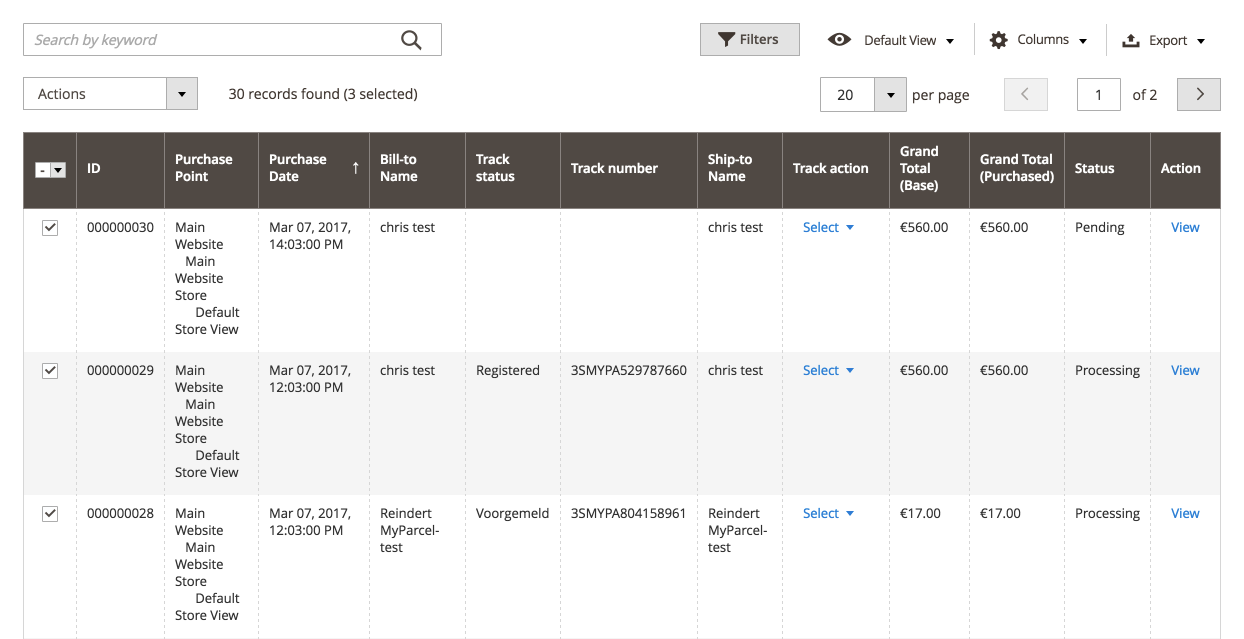 Search by keyword
Filters
Default View
Columns
Export
Actions
30 records found (3 selected)
20
per page
1
of 2
-
ID
Purchase
Point
Purchase
Date
↑
Bill-to
Name
Track
status
Track number
Ship-to
Name
Track action
Grand
Total
(Base)
Grand Total
(Purchased)
Status
Action
000000030
Main
Website
Main
Website
Store
Default
Store View
Mar 07, 2017,
14:03:00 PM
chris test
chris test
Select
€560.00
€560.00
Pending
View
000000029
Main
Website
Main
Website
Store
Default
Store View
Mar 07, 2017,
12:03:00 PM
chris test
Registered
3SMYPA529787660
chris test
Select
€560.00
€560.00
Processing
View
000000028
Main
Website
Main
Website
Store
Default
Store View
Mar 07, 2017,
12:03:00 PM
Reindert
MyParcel-
test
Voorgemeld
3SMYPA804158961
Reindert
MyParcel-
test
Select
€17.00
€17.00
Processing
View